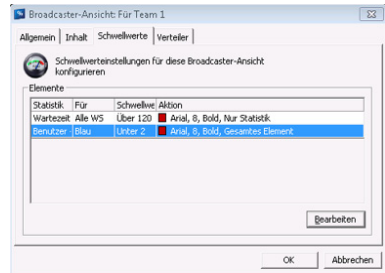 Broadcaster-Ansicht: Für Team 1
Allgemein Inhalt Schwellwerte Verteiler
Schwellwerteinstellungen für diese Broadcaster-Ansicht
konfigurieren
Elemente
Statistik Für Schwellwe Aktion
Wartezeit Alle WS Über 120 Arial, 8, Bold, Nur Statistik
Benutzer Blau Unter 2 Arial, 8, Bold, Gesamtes Element
Bearbeiten
OK Abbrechen